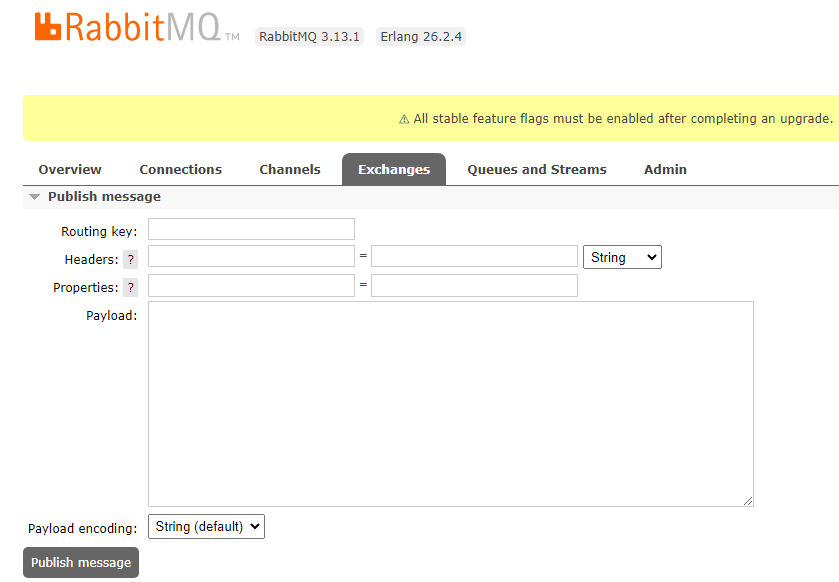 RabbitMQ TM RabbitMQ 3.13.1 Erlang 26.2.4
⚠ All stable feature flags must be enabled after completing an upgrade.
Overview Connections Channels Exchanges Queues and Streams Admin
Publish message
Routing key:
Headers: ? = String
Properties: ? =
Payload:
Payload encoding: String (default)
Publish message